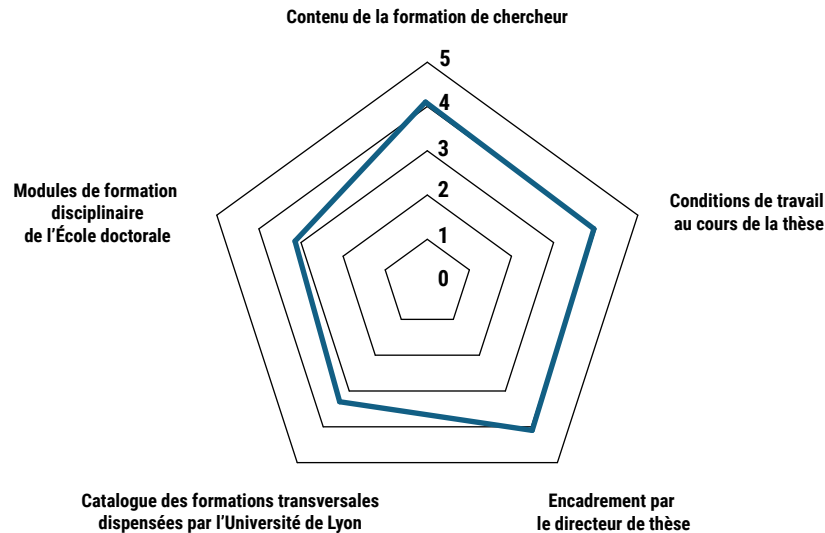 Contenu de la formation de chercheur
5
4
3
2
1
0
Modules de formation
disciplinaire
de l'École doctorale
Conditions de travail
au cours de la thèse
Catalogue des formations transversales
dispensées par l'Université de Lyon
Encadrement par
le directeur de thèse